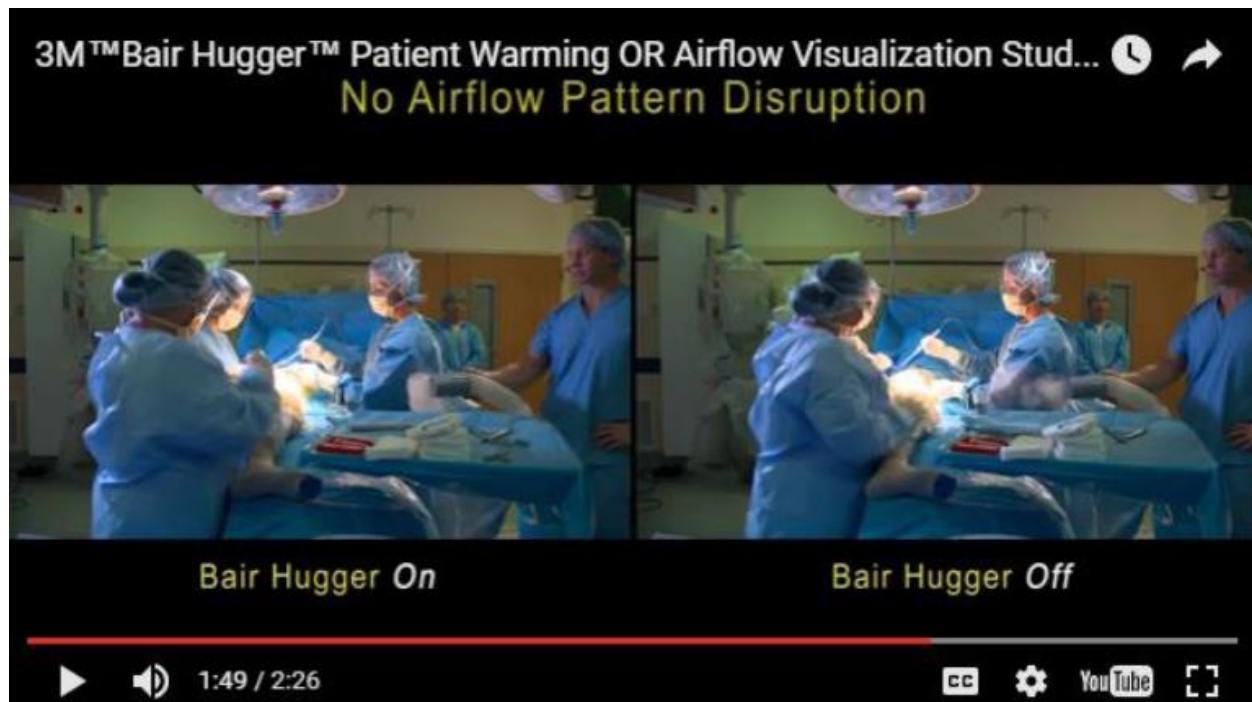 3M™Bair Hugger™ Patient Warming OR Airflow Visualization Stud...
No Airflow Pattern Disruption
Bair Hugger On
Bair Hugger Off
1:49 / 2:26
CC
YouTube